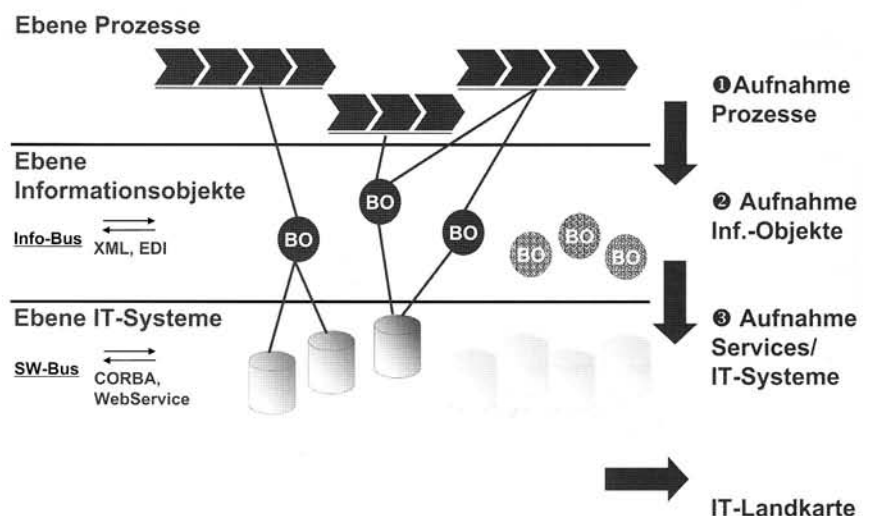 Ebene Prozesse
❶Aufnahme
Prozesse
Ebene
Informationsobjekte
BO
BO
BO
Info-Bus
XML, EDI
BO
BO
BO
❷ Aufnahme
Inf.-Objekte
Ebene IT-Systeme
SW-Bus
CORBA,
WebService
❸ Aufnahme
Services/
IT-Systeme
IT-Landkarte